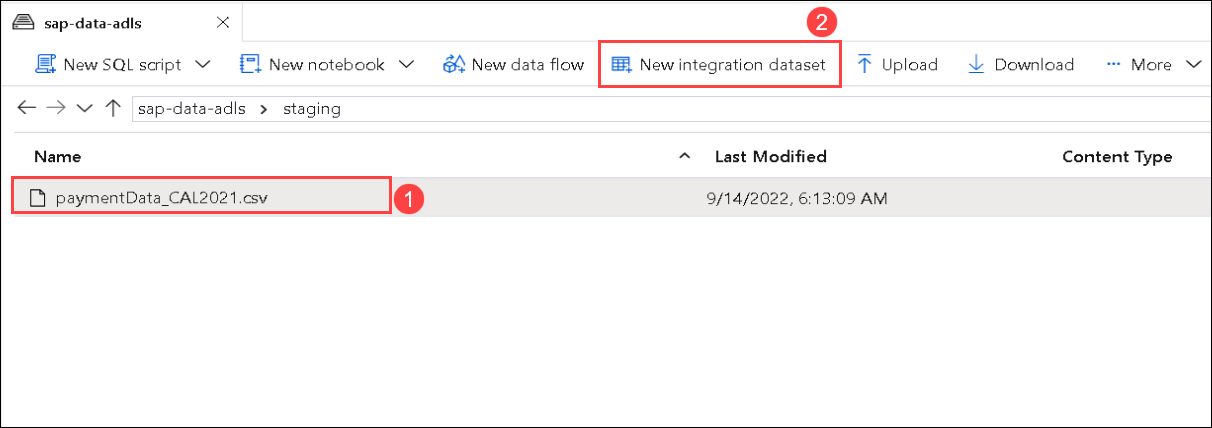 sap-data-adls
2
New SQL script New notebook New data flow New integration dataset Upload Download More
sap-data-adls > staging
Name Last Modified Content Type
paymentData_CAL2021.csv 1 9/14/2022, 6:13:09 AM